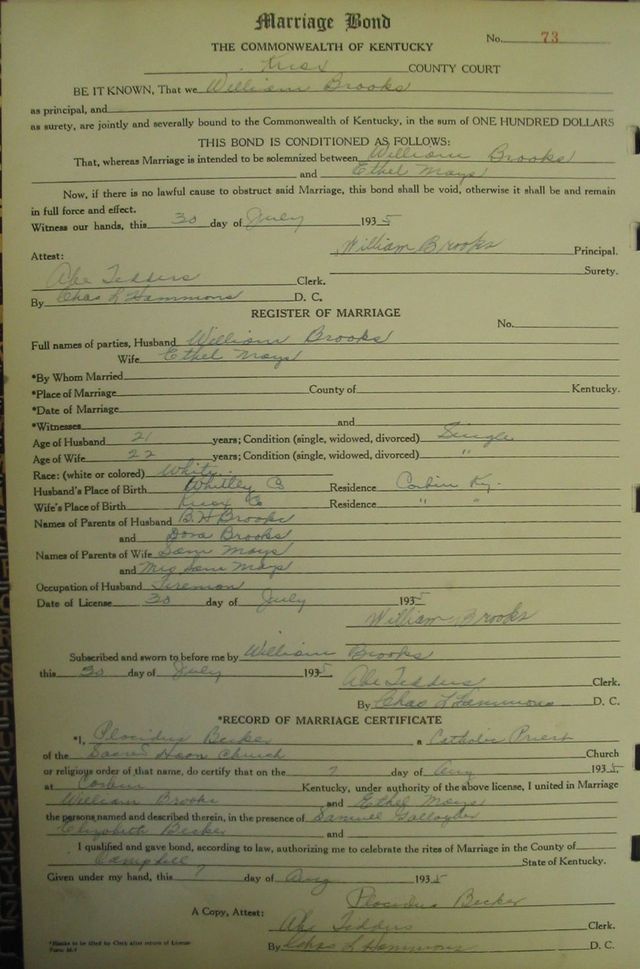 Marriage Bond
No. 73
THE COMMONWEALTH OF KENTUCKY
Knox COUNTY COURT
BE IT KNOWN, That we William Brooks
as principal, and
as surety, are jointly and severally bound to the Commonwealth of Kentucky, in the sum of ONE HUNDRED DOLLARS
THIS BOND IS CONDITIONED AS FOLLOWS:
That, whereas Marriage is intended to be solemnized between William Brooks
and Ethel Mays
Now, if there is no lawful cause to obstruct said Marriage, this bond shall be void, otherwise it shall be and remain
in full force and effect.
Witness our hands, this 30 day of July 1935
William Brooks Principal.
Attest: Surety.
Abe Tedders Clerk.
By Chas L Hammons D. C.
REGISTER OF MARRIAGE
No.
Full names of parties, Husband William Brooks
Wife Ethel Mays
*By Whom Married
*Place of Marriage County of Kentucky.
*Date of Marriage
*Witnesses and
Age of Husband 21 years; Condition (single, widowed, divorced) Single
Age of Wife 22 years; Condition (single, widowed, divorced) "
Race: (white or colored) White
Husband's Place of Birth Whitley Co Residence Corbin Ky.
Wife's Place of Birth Knox Co Residence " "
Names of Parents of Husband B. H Brooks
and Dora Brooks
Names of Parents of Wife Sam Mays
and Mrs Sam Mays
Occupation of Husband Fireman
Date of License 30 day of July 1935
William Brooks
Subscribed and sworn to before me by William Brooks
this 30 day of July 1935 Abe Tedders Clerk.
By Chas L Hammons D. C.
*RECORD OF MARRIAGE CERTIFICATE
*I, Placidus Becker a Catholic Priest
of the Sacred Church Church
or religious order of that name, do certify that on the day of Aug 1935
at Corbin Kentucky, under authority of the above license, I united in Marriage
William Brooks and Ethel Mays
the persons named and described therein, in the presence of Samuel Gallagher
Elizabeth Becker and
I qualified and gave bond, according to law, authorizing me to celebrate the rites of Marriage in the County of
Campbell State of Kentucky.
Given under my hand, this day of Aug 1935
Placidus Becker
A Copy, Attest: Abe Tedders Clerk.
*Blanks to be filled by Clerk after return of License
By Chas L Hammons D. C.